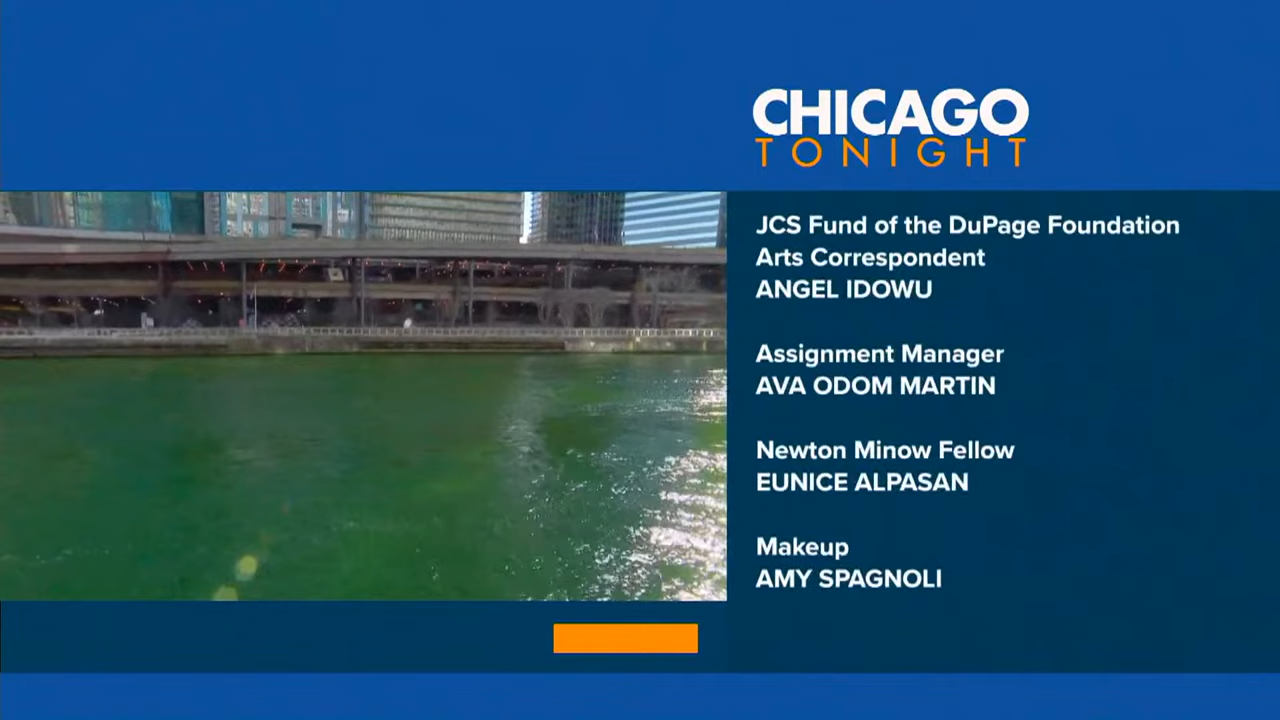 CHICAGO
TONIGHT
JCS Fund of the DuPage Foundation
Arts Correspondent
ANGEL IDOWU
Assignment Manager
AVA ODOM MARTIN
Newton Minow Fellow
EUNICE ALPASAN
Makeup
AMY SPAGNOLI